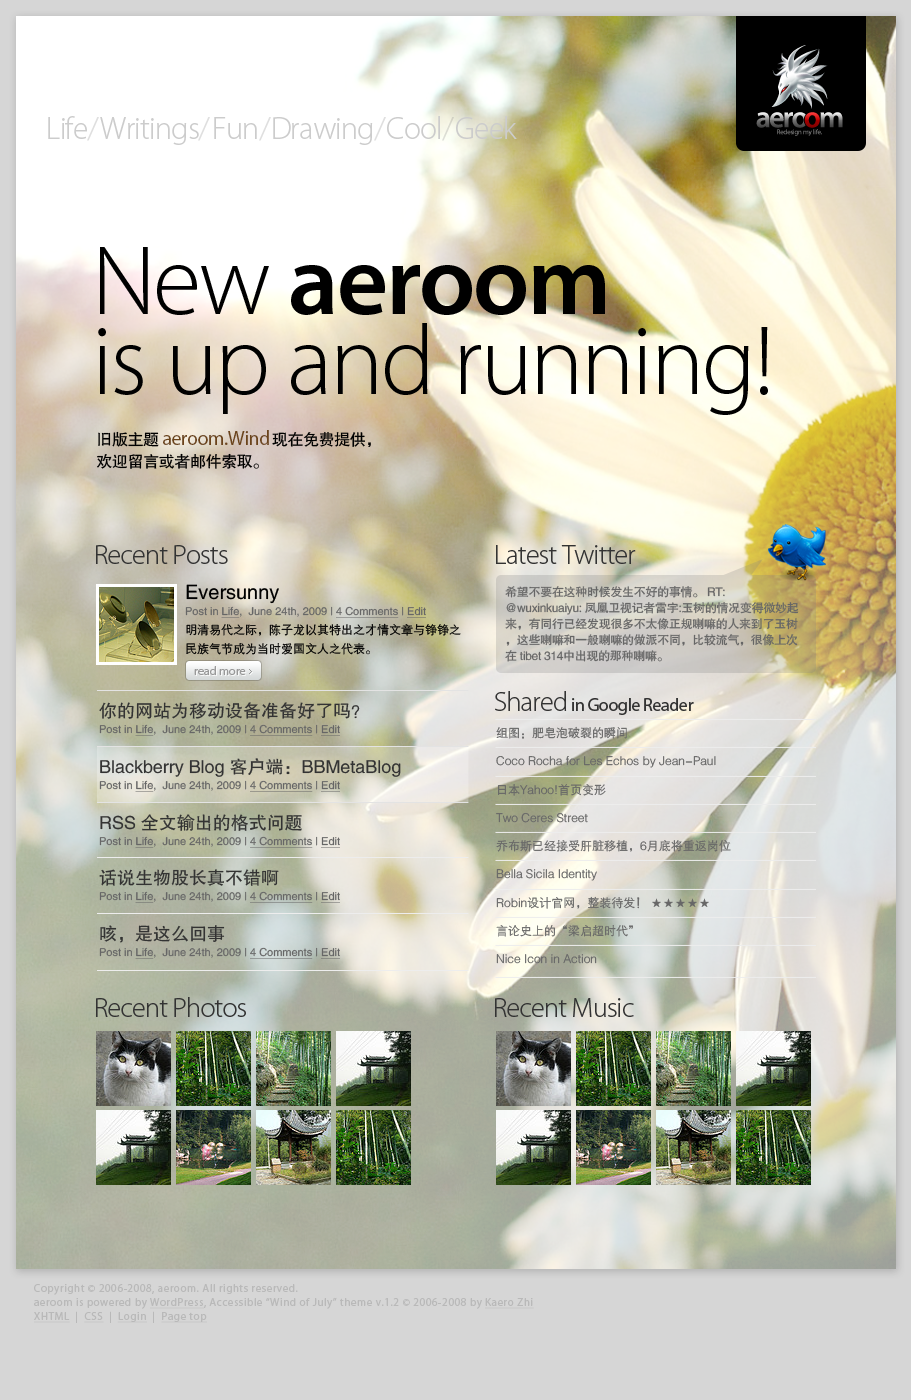 Life/Writings/Fun/Drawing/Cool/Geek
aeroom
Redesign my life.
New aeroom
is up and running!
旧版主题 aeroom.Wind 现在免费提供，
欢迎留言或者邮件索取。
Recent Posts
Eversunny
Post in Life, June 24th, 2009 | 4 Comments | Edit
明清易代之际，陈子龙以其特出之才情文章与铮铮之
民族气节成为当时爱国文人之代表。
read more >
你的网站为移动设备准备好了吗?
Post in Life, June 24th, 2009 | 4 Comments | Edit
Blackberry Blog 客户端：BBMetaBlog
Post in Life, June 24th, 2009 | 4 Comments | Edit
RSS 全文输出的格式问题
Post in Life, June 24th, 2009 | 4 Comments | Edit
话说生物股长真不错啊
Post in Life, June 24th, 2009 | 4 Comments | Edit
咳，是这么回事
Post in Life, June 24th, 2009 | 4 Comments | Edit
Latest Twitter
希望不要在这种时候发生不好的事情。 RT:
@wuxinkuaiyu: 凤凰卫视记者雷宇:玉树的情况变得微妙起
来，有同行已经发现很多不太像正规喇嘛的人来到了玉树
，这些喇嘛和一般喇嘛的做派不同，比较流气，很像上次
在 tibet 314中出现的那种喇嘛。
Shared in Google Reader
组图；肥皂泡破裂的瞬间
Coco Rocha for Les Echos by Jean-Paul
日本Yahoo!首页变形
Two Ceres Street
乔布斯已经接受肝脏移植，6月底将重返岗位
Bella Sicila Identity
Robin设计官网，整装待发！ ★★★★★
言论史上的“梁启超时代”
Nice Icon in Action
Recent Photos
Recent Music
Copyright © 2006-2008, aeroom. All rights reserved.
aeroom is powered by WordPress, Accessible "Wind of July" theme v.1.2 © 2006-2008 by Kaero Zhi
XHTML | CSS | Login | Page top